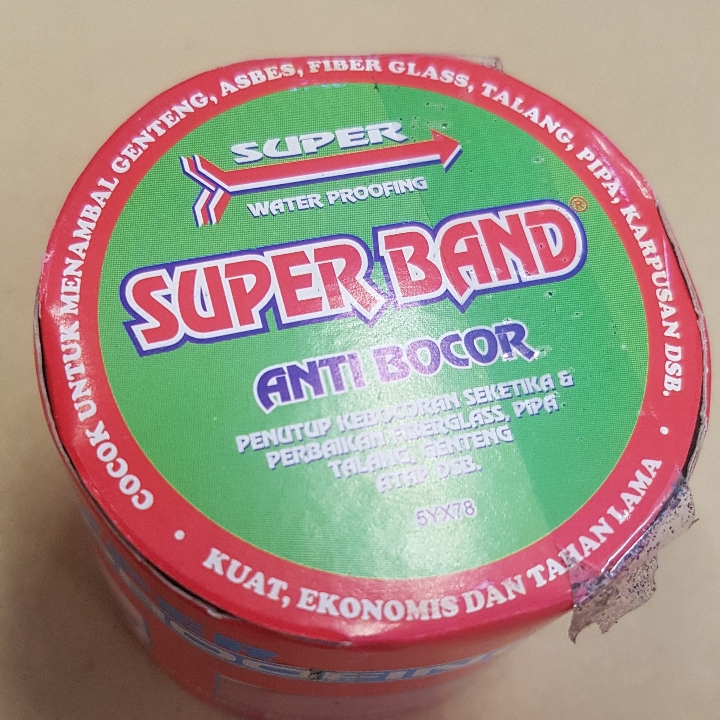 COCOK UNTUK MENAMBAL GENTENG, ASBES, FIBER GLASS, TALANG, PIPA, KARPUSAN DSB.
SUPER
WATER PROOFING
SUPER BAND®
ANTI BOCOR
PENUTUP KEBOCORAN SEKETIKA &
PERBAIKAN FIBERGLASS, PIPA
TALANG, GENTENG
ATAP DSB.
5YX78
• KUAT, EKONOMIS DAN TAHAN LAMA •